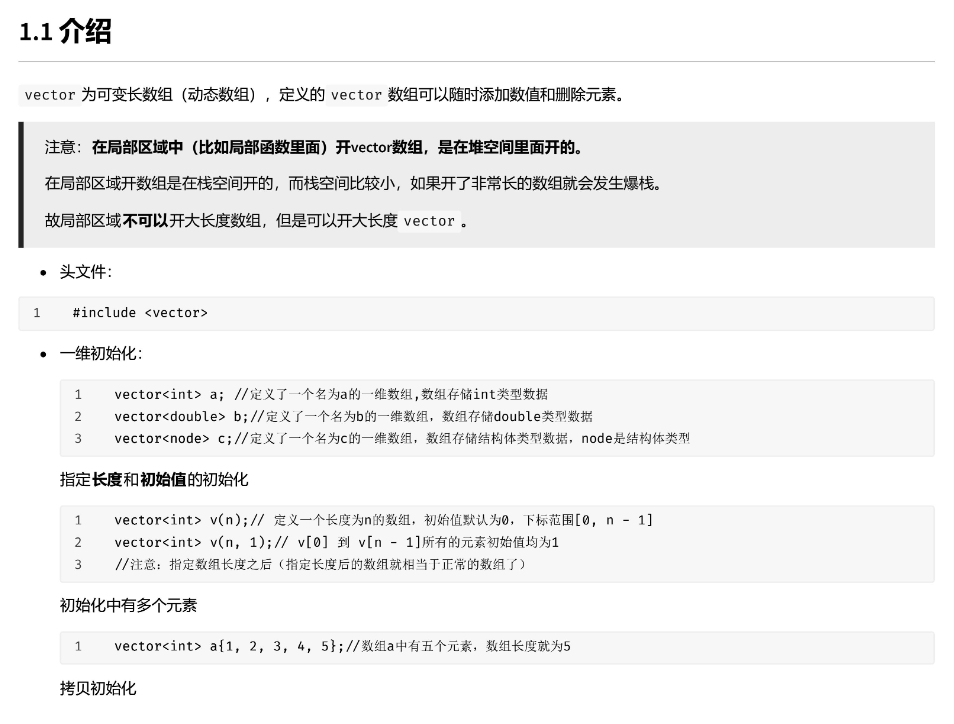 1.1 介绍
vector 为可变长数组（动态数组），定义的 vector 数组可以随时添加数值和删除元素。
注意：在局部区域中（比如局部函数里面）开vector数组，是在堆空间里面开的。
在局部区域开数组是在栈空间开的，而栈空间比较小，如果开了非常长的数组就会发生爆栈。
故局部区域不可以开大长度数组，但是可以开大长度 vector 。
头文件：
1 #include <vector>
一维初始化：
1 vector<int> a; //定义了一个名为a的一维数组,数组存储int类型数据
2 vector<double> b;//定义了一个名为b的一维数组，数组存储double类型数据
3 vector<node> c;//定义了一个名为c的一维数组，数组存储结构体类型数据，node是结构体类型
指定长度和初始值的初始化
1 vector<int> v(n);// 定义一个长度为n的数组，初始值默认为0，下标范围[0, n - 1]
2 vector<int> v(n, 1);// v[0] 到 v[n - 1]所有的元素初始值均为1
3 //注意：指定数组长度之后（指定长度后的数组就相当于正常的数组了）
初始化中有多个元素
1 vector<int> a{1, 2, 3, 4, 5};//数组a中有五个元素，数组长度就为5
拷贝初始化